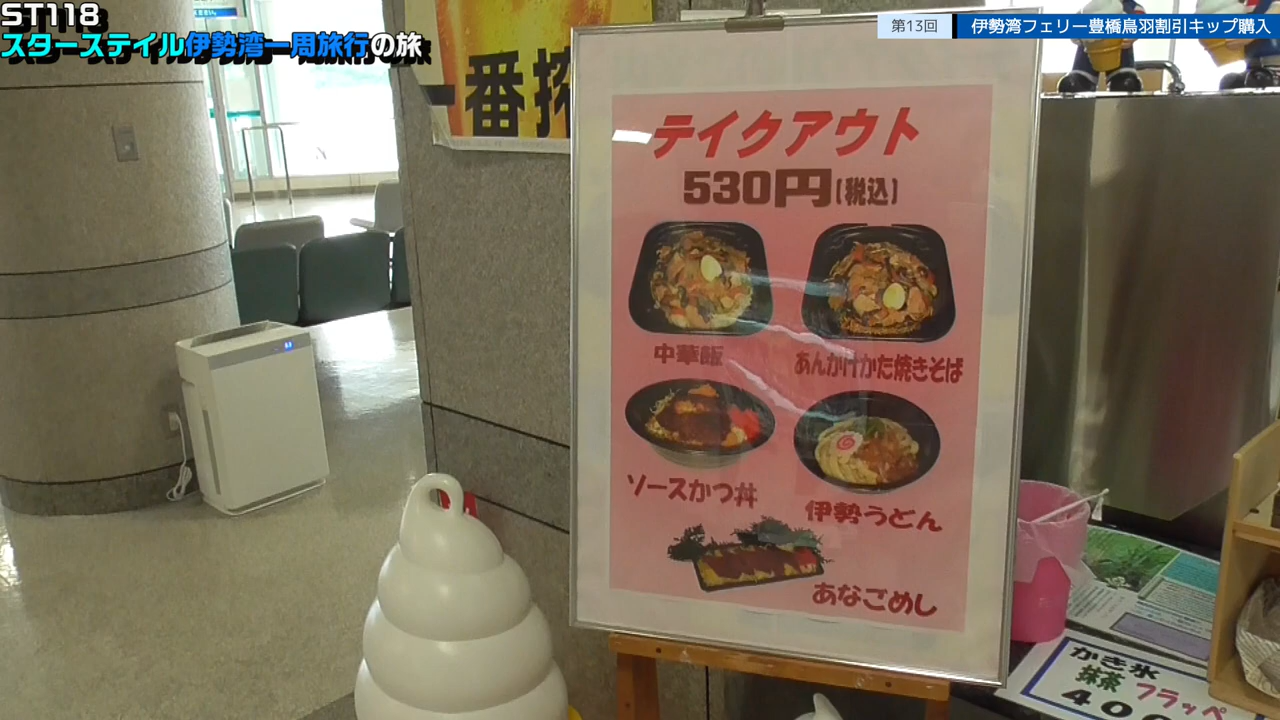 ST118
スターステイル伊勢湾一周旅行の旅
第13回
伊勢湾フェリー豊橋鳥羽割引キップ購入
一番搾
テイクアウト
530円(税込)
中華飯
あんかけかた焼きそば
ソースかつ丼
伊勢うどん
あなごめし
かき氷
抹茶フラッペ
400